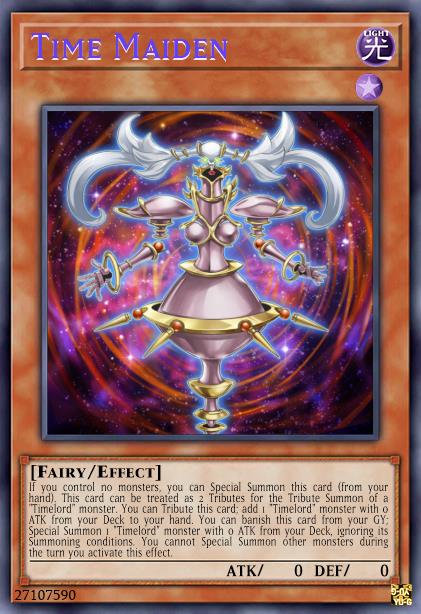 Time Maiden
LIGHT
光
[Fairy/Effect]
If you control no monsters, you can Special Summon this card (from your
hand). This card can be treated as 2 Tributes for the Tribute Summon of a
"Timelord" monster. You can Tribute this card; add 1 "Timelord" monster with 0
ATK from your Deck to your hand. You can banish this card from your GY;
Special Summon 1 "Timelord" monster with 0 ATK from your Deck, ignoring its
Summoning conditions. You cannot Special Summon other monsters during
the turn you activate this effect.
ATK/ 0 DEF/ 0
27107590